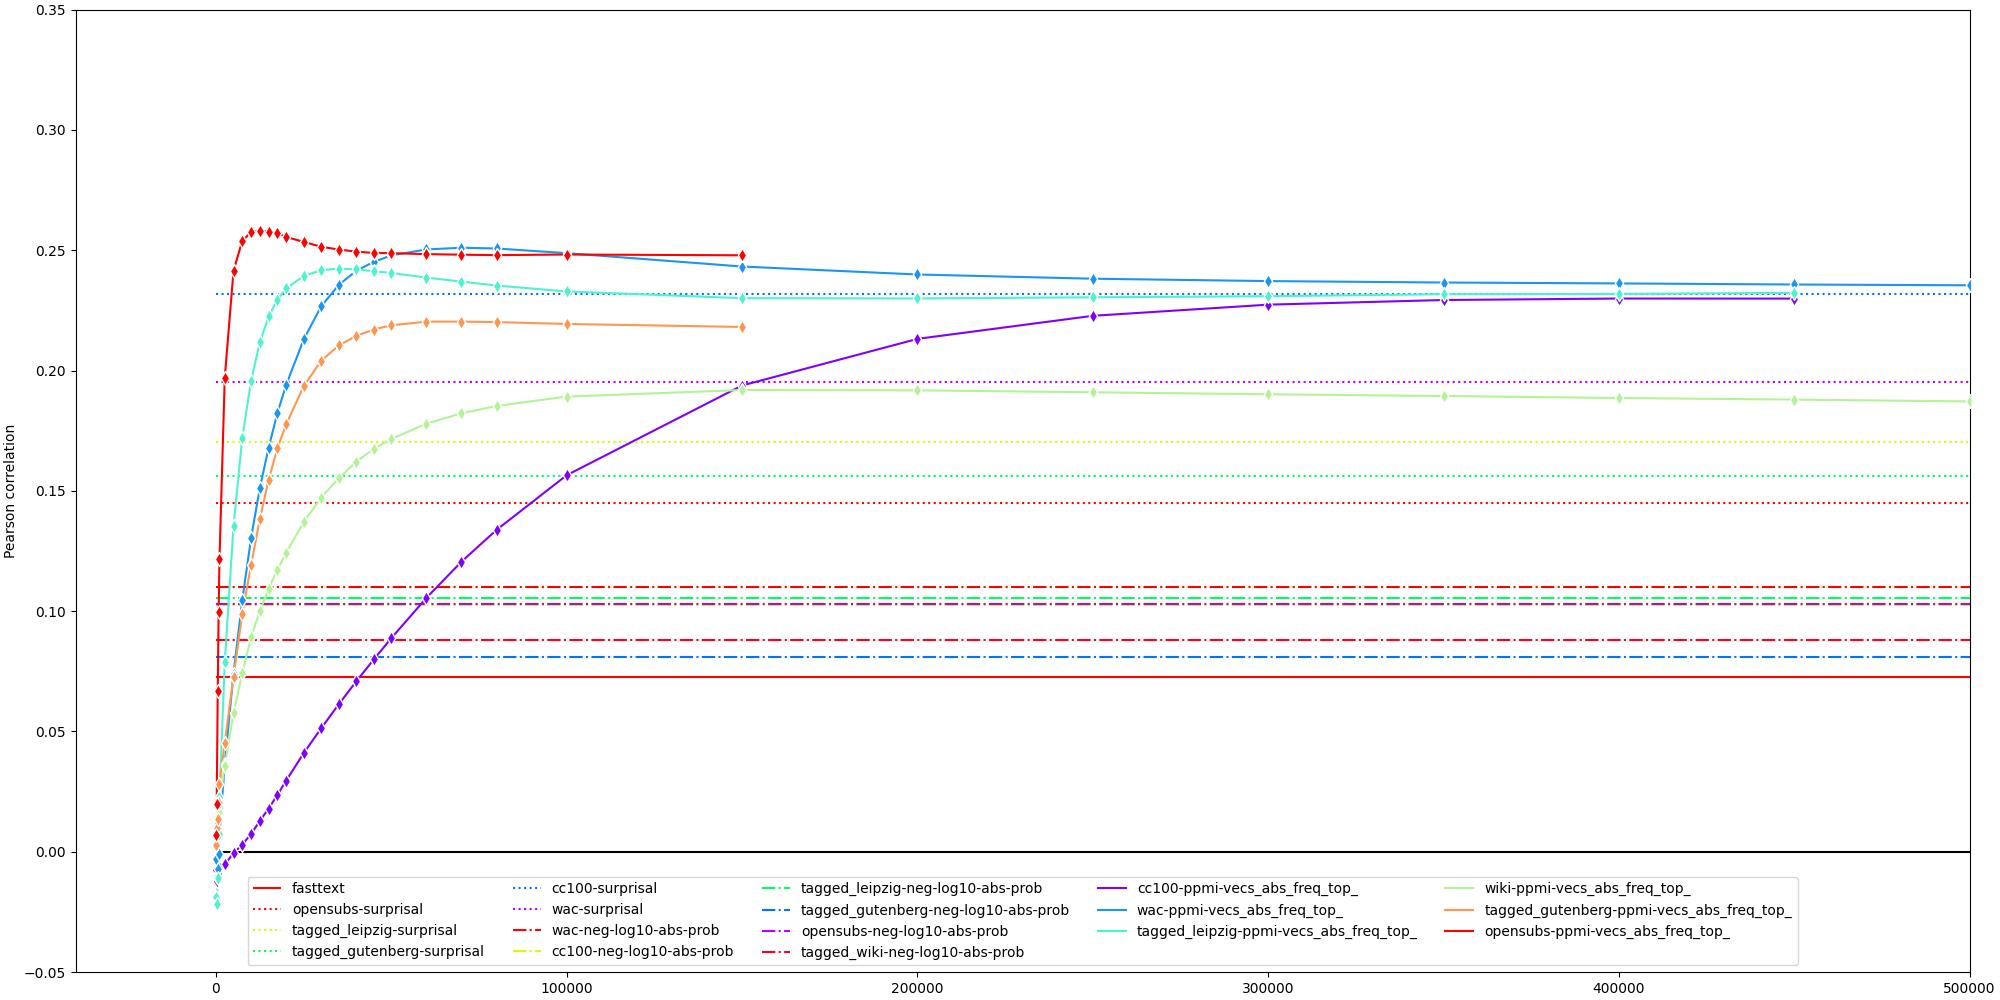 0.35
0.30
0.25
0.20
0.15
0.10
0.05
0.00
−0.05
Pearson correlation
0
100000
200000
300000
400000
500000
fasttext
opensubs-surprisal
tagged_leipzig-surprisal
tagged_gutenberg-surprisal
cc100-surprisal
wac-surprisal
wac-neg-log10-abs-prob
cc100-neg-log10-abs-prob
tagged_leipzig-neg-log10-abs-prob
tagged_gutenberg-neg-log10-abs-prob
opensubs-neg-log10-abs-prob
tagged_wiki-neg-log10-abs-prob
cc100-ppmi-vecs_abs_freq_top_
wac-ppmi-vecs_abs_freq_top_
tagged_leipzig-ppmi-vecs_abs_freq_top_
wiki-ppmi-vecs_abs_freq_top_
tagged_gutenberg-ppmi-vecs_abs_freq_top_
opensubs-ppmi-vecs_abs_freq_top_